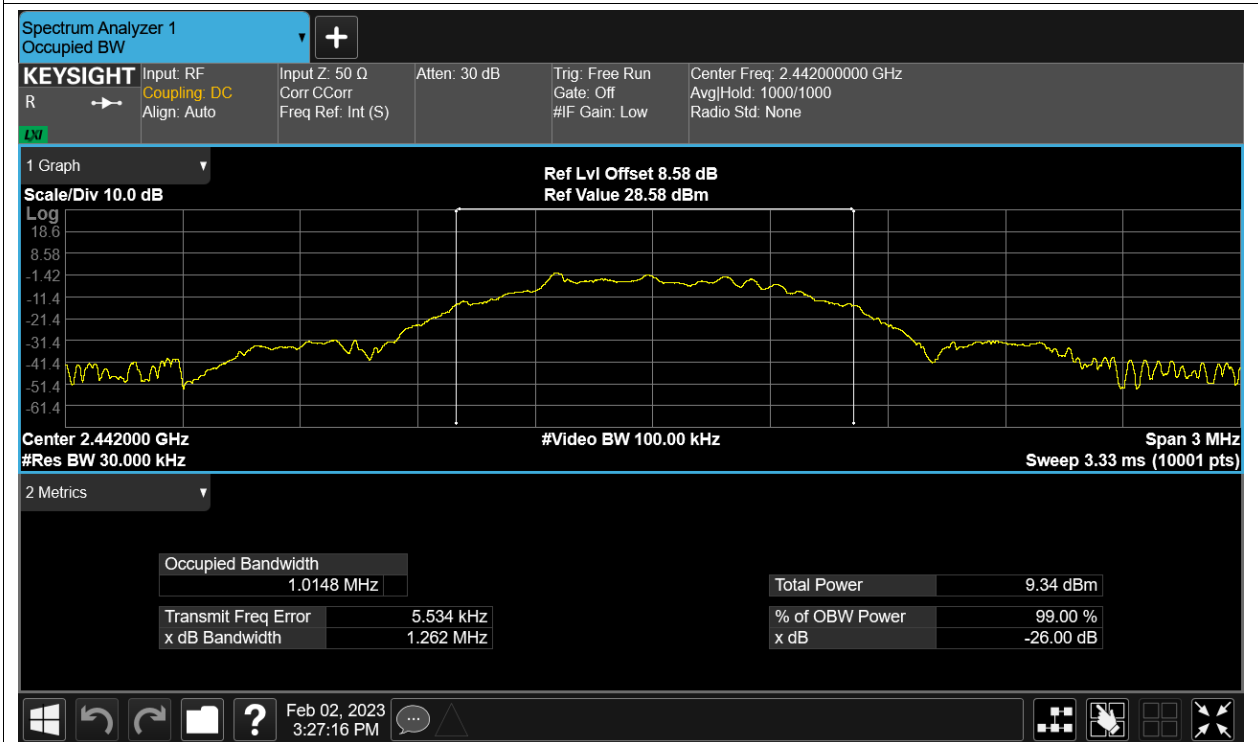 Spectrum Analyzer 1
Occupied BW
KEYSIGHT Input: RF Input Z: 50 Ω Atten: 30 dB Trig: Free Run Center Freq: 2.442000000 GHz
R Coupling: DC Corr CCorr Gate: Off Avg|Hold: 1000/1000
Align: Auto Freq Ref: Int (S) #IF Gain: Low Radio Std: None
LXI
1 Graph
Ref Lvl Offset 8.58 dB
Scale/Div 10.0 dB Ref Value 28.58 dBm
Log
18.6
8.58
-1.42
-11.4
-21.4
-31.4
-41.4
-51.4
-61.4
Center 2.442000 GHz #Video BW 100.00 kHz Span 3 MHz
#Res BW 30.000 kHz Sweep 3.33 ms (10001 pts)
2 Metrics
Occupied Bandwidth
1.0148 MHz Total Power 9.34 dBm
Transmit Freq Error 5.534 kHz % of OBW Power 99.00 %
x dB Bandwidth 1.262 MHz x dB -26.00 dB
? Feb 02, 2023
3:27:16 PM